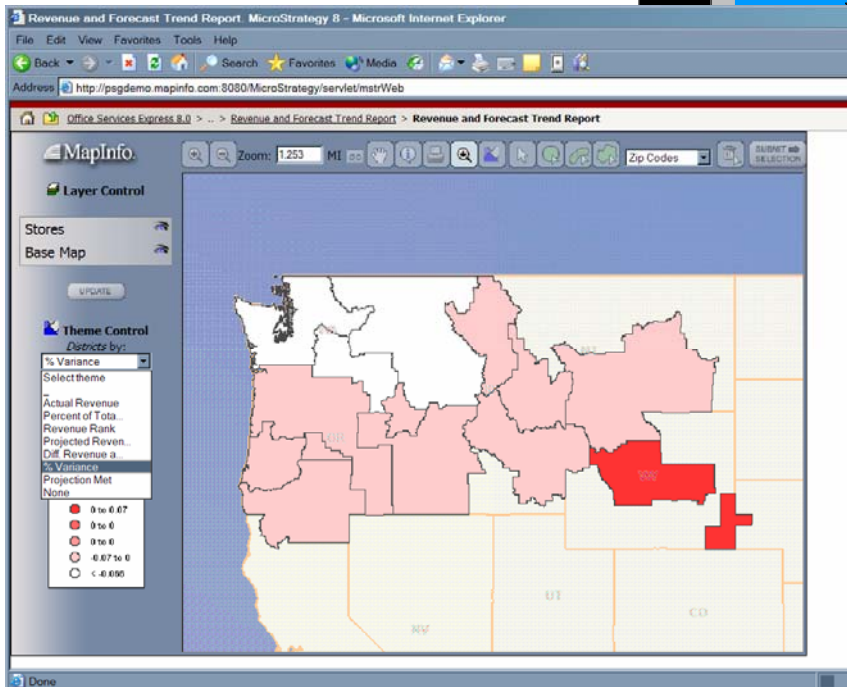 Revenue and Forecast Trend Report. MicroStrategy 8 - Microsoft Internet Explorer
File Edit View Favorites Tools Help
Back Search Favorites Media
Address http://psgdemo.mapinfo.com:8080/MicroStrategy/servlet/mstrWeb
Office Services Express 8.0 > .. > Revenue and Forecast Trend Report > Revenue and Forecast Trend Report
MapInfo.
Zoom: 1.253 MI Zip Codes SUBMIT SELECTION
Layer Control
Stores
Base Map
UPDATE
Theme Control
Districts by:
% Variance
Select theme
Actual Revenue
Percent of Tota...
Revenue Rank
Projected Reven...
Diff. Revenue a...
% Variance
Projection Met
None
0 to 0.07
0 to 0
0 to 0
-0.07 to 0
OR
UT
CO
NV
Done